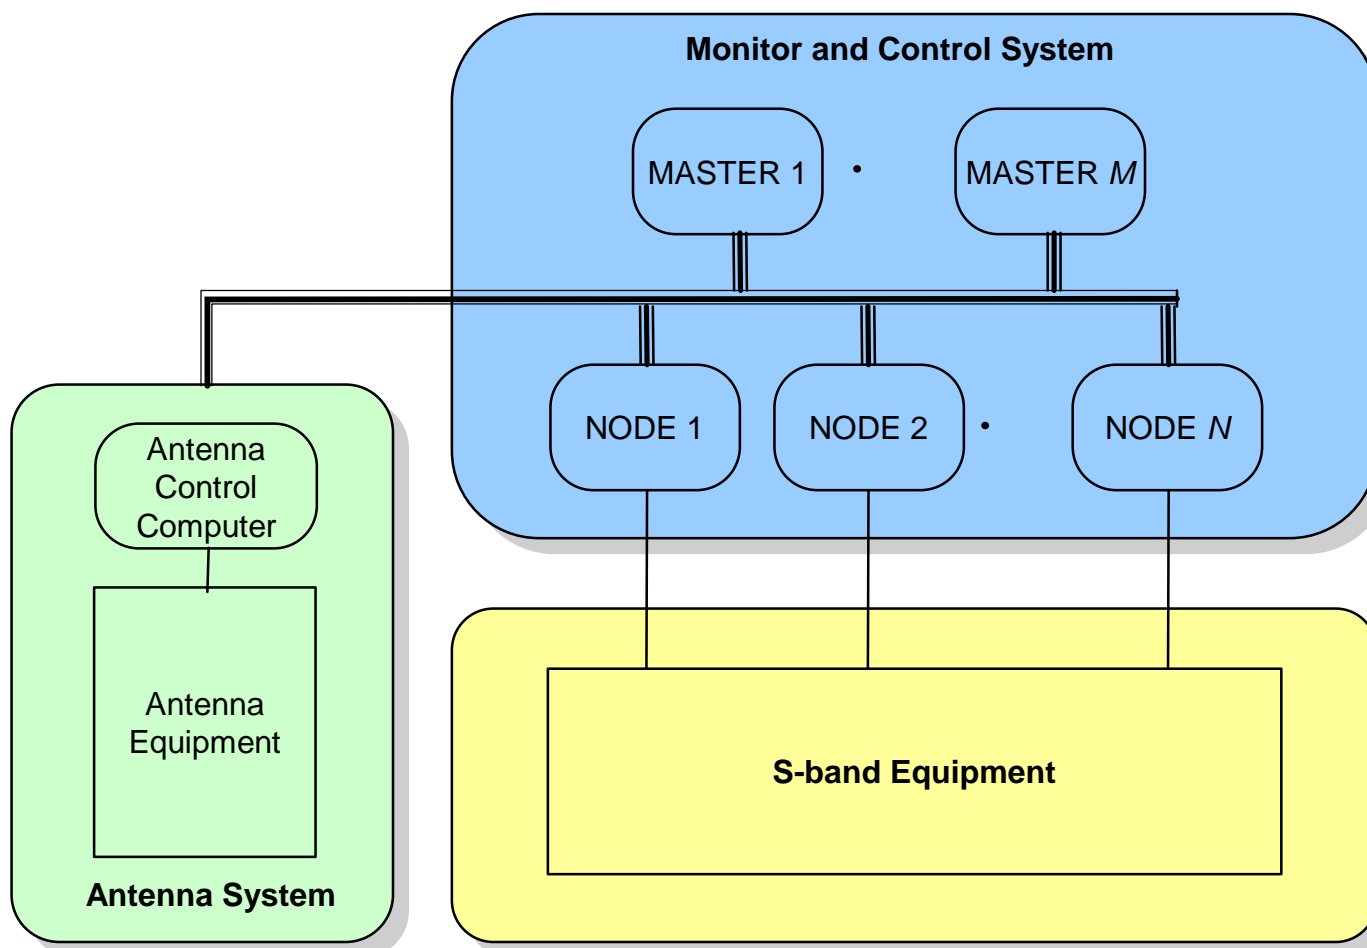 Monitor and Control System
MASTER 1
•
MASTER M
NODE 1
NODE 2
•
NODE N
Antenna
Control
Computer
Antenna
Equipment
Antenna System
S-band Equipment